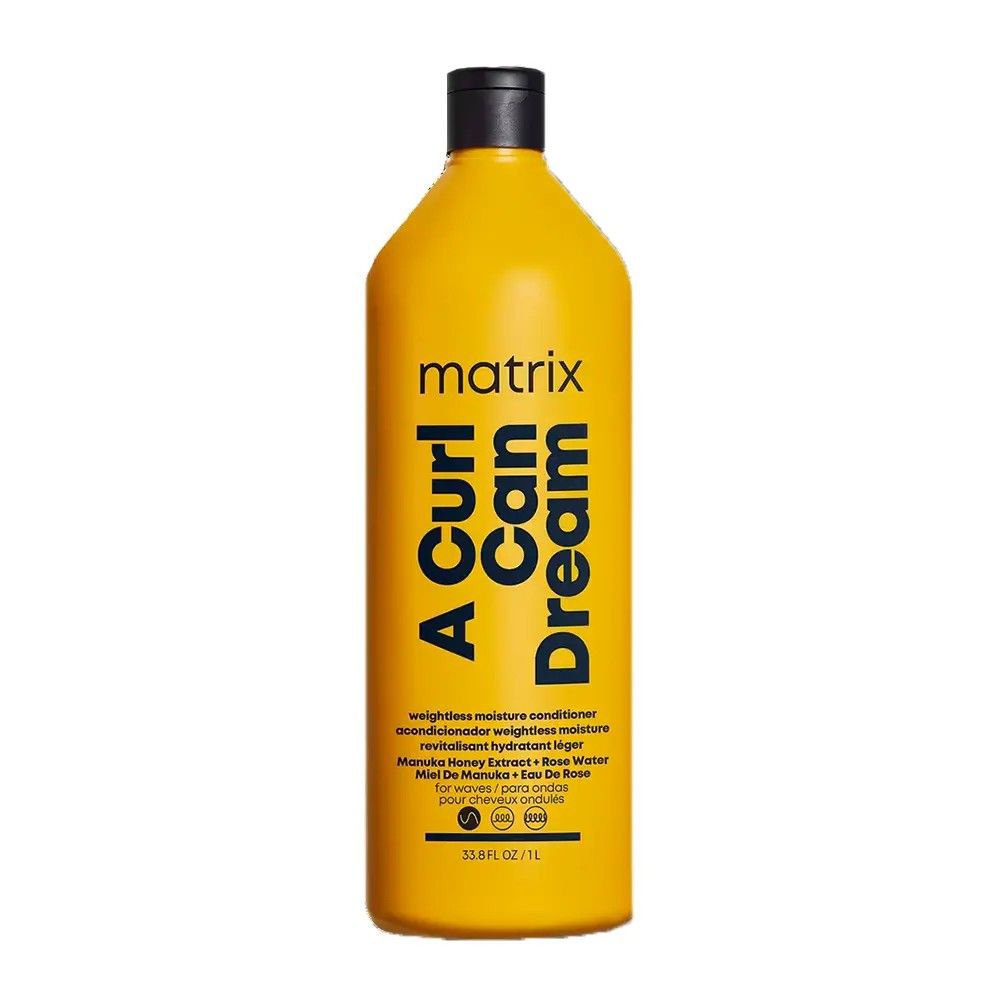 matrix
A Curl
Can
Dream
weightless moisture conditioner
acondicionador weightless moisture
revitalisant hydratant léger
Manuka Honey Extract + Rose Water
Miel De Manuka + Eau De Rose
for waves / para ondas
pour cheveux ondulés
33.8 FL OZ / 1 L